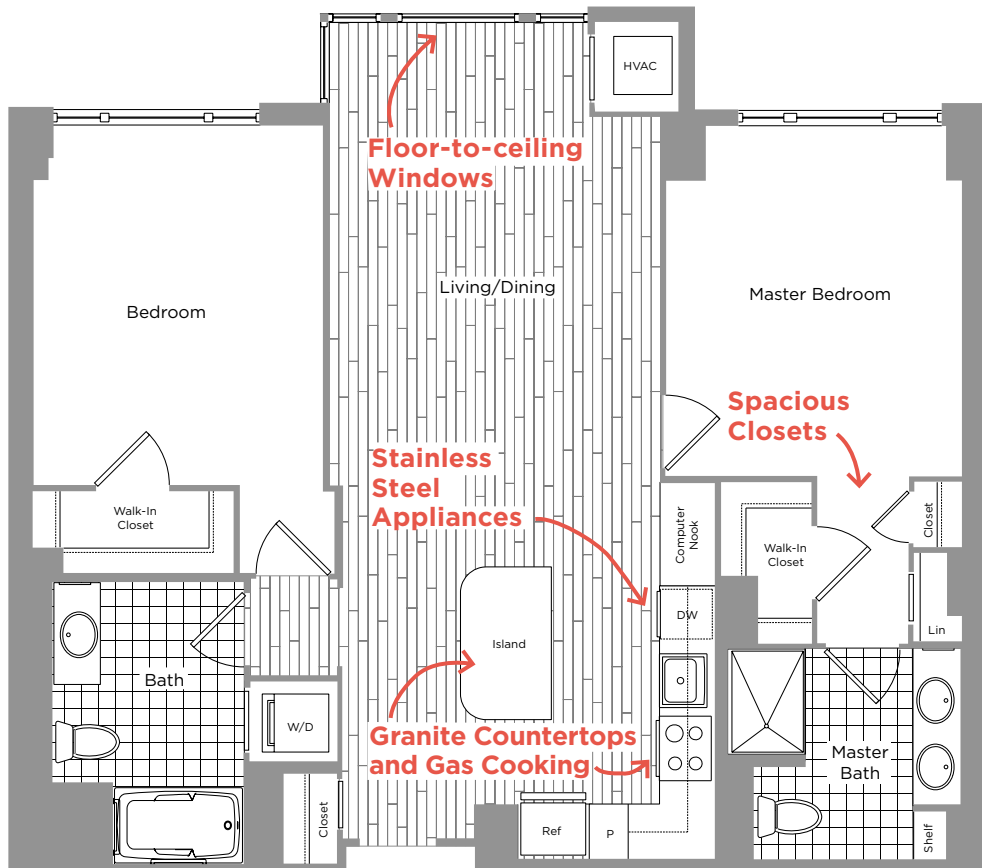 HVAC
Floor-to-ceiling
Windows
Living/Dining
Bedroom
Master Bedroom
Spacious
Closets
Stainless
Steel
Appliances
Walk-In
Closet
Computer
Nook
Walk-In
Closet
Closet
DW
Lin
Island
Bath
W/D
Granite Countertops
and Gas Cooking
Master
Bath
Closet
Ref
P
Shelf